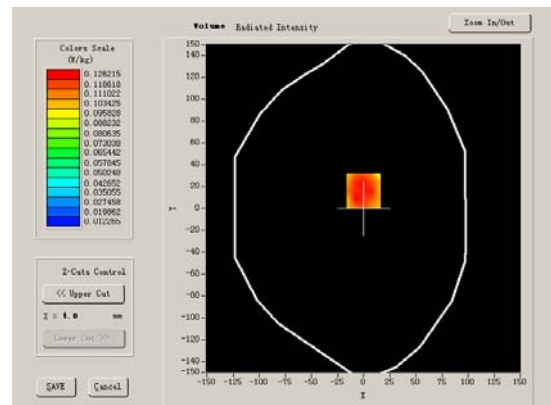 Volume Radiated Intensity
Zoom In/Out
Colors Scale
(W/kg)
0.126215
0.118618
0.111022
0.103425
0.095828
0.088232
0.080635
0.073038
0.065442
0.057845
0.050248
0.042652
0.035055
0.027458
0.019862
0.012265
Z-Cuts Control
<< Upper Cut
Z = 4.0 mm
Lower Cut >>
SAVE Cancel
150
140
120
100
80
60
40
20
0
-20
-40
-60
-80
-100
-120
-140
-150
Y
-150 -125 -100 -75 -50 -25 0 25 50 75 100 125 150
X